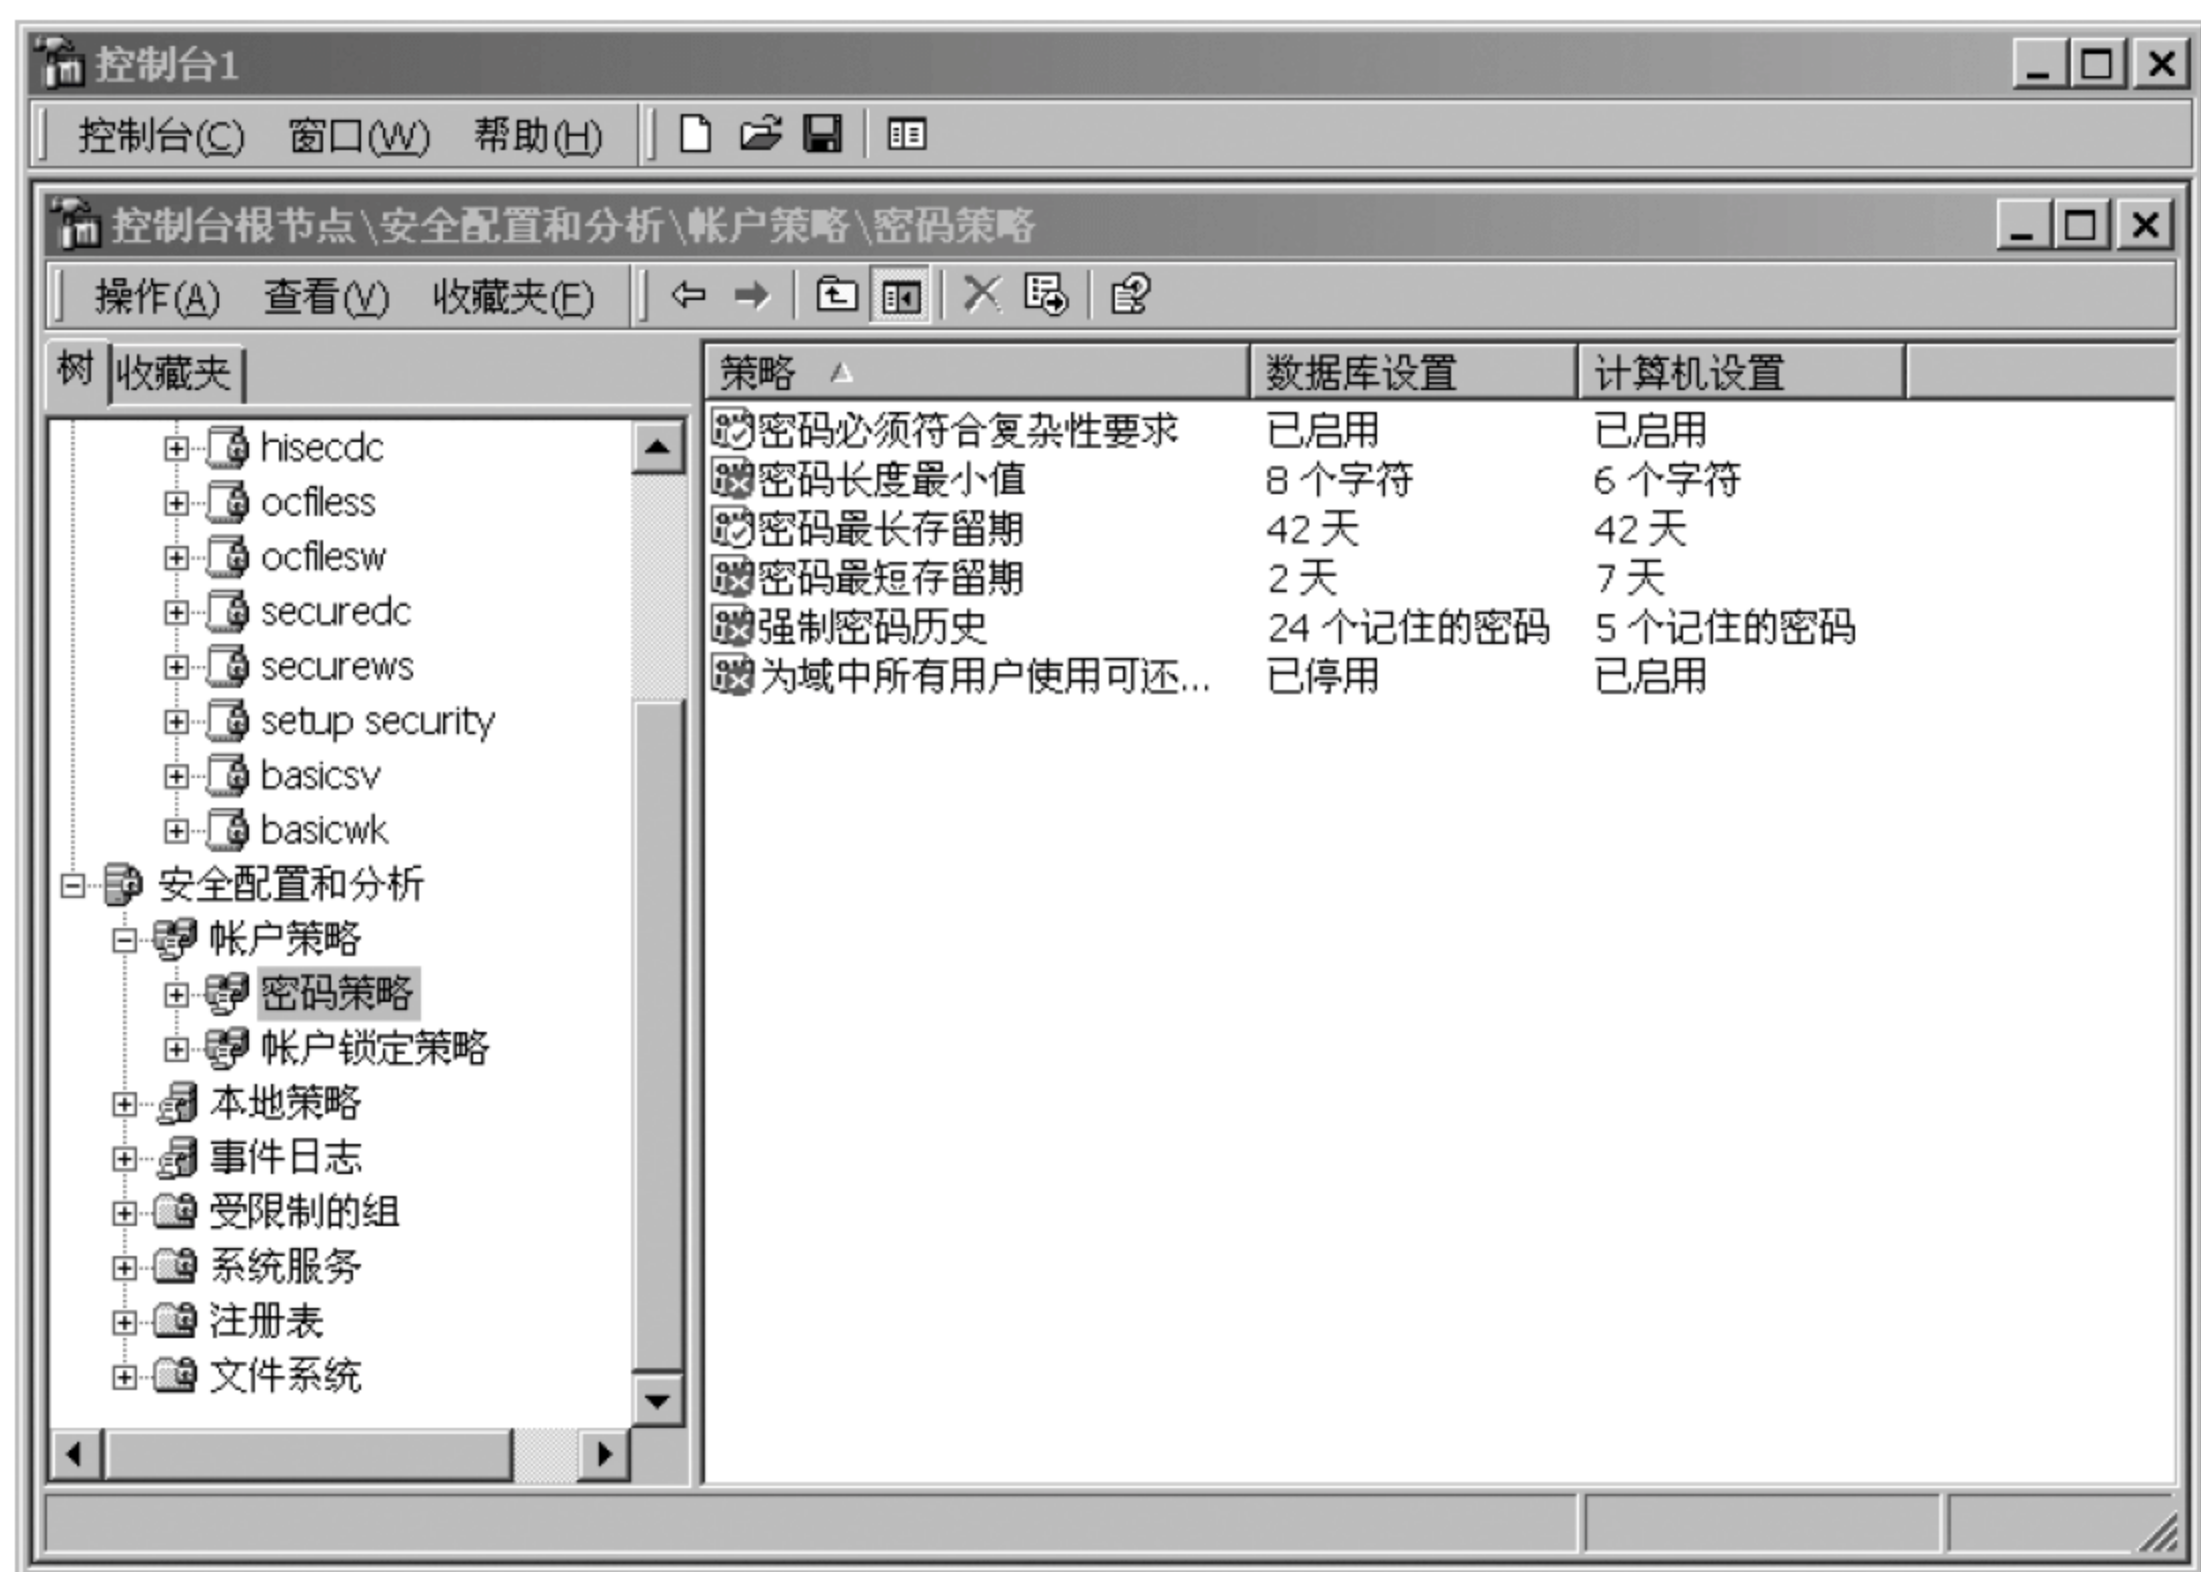 控制台1
控制台(C) 窗口(W) 帮助(H)
控制台根节点\安全配置和分析\帐户策略\密码策略
操作(A) 查看(V) 收藏夹(F)
树 收藏夹
hisecdc
ocfiless
ocfilesw
securedc
securews
setup security
basicsv
basicwk
安全配置和分析
帐户策略
密码策略
帐户锁定策略
本地策略
事件日志
受限制的组
系统服务
注册表
文件系统
策略 数据库设置 计算机设置
密码必须符合复杂性要求 已启用 已启用
密码长度最小值 8 个字符 6 个字符
密码最长存留期 42 天 42 天
密码最短存留期 2 天 7 天
强制密码历史 24 个记住的密码 5 个记住的密码
为域中所有用户使用可还... 已停用 已启用